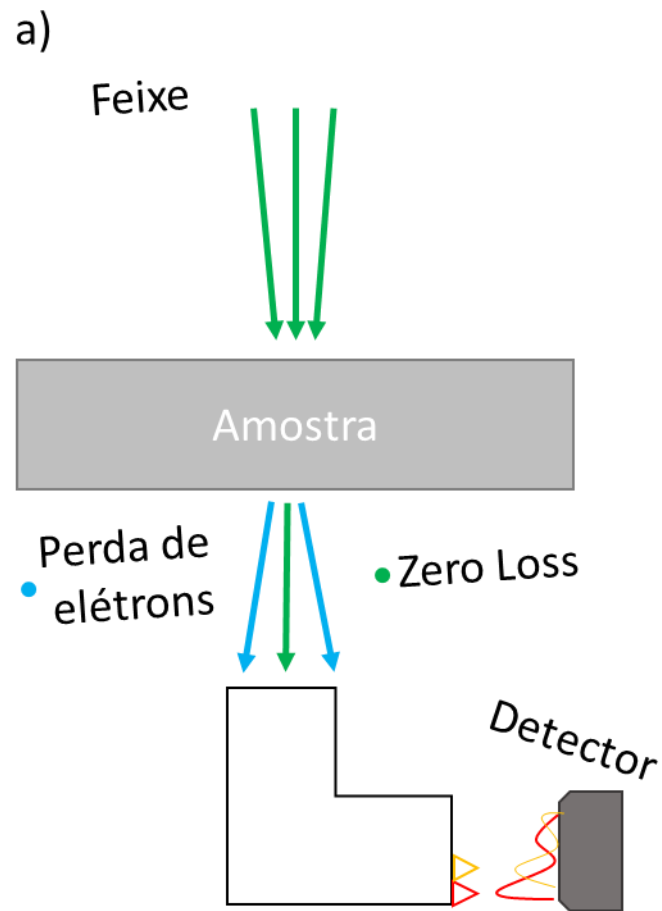 a)
Feixe
Amostra
Perda de
elétrons
Zero Loss
Detector